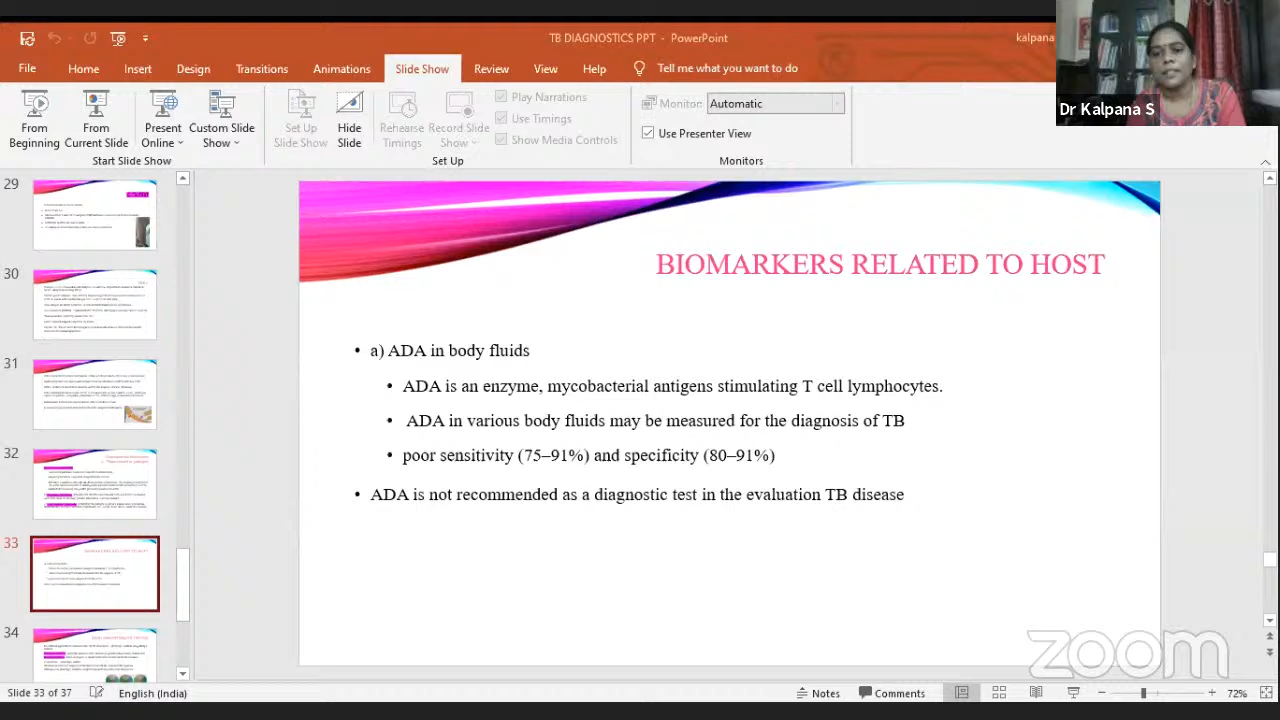 TB DIAGNOSTICS PPT - PowerPoint
kalpana
File Home Insert Design Transitions Animations Slide Show Review View Help Tell me what you want to do
From Beginning
From Current Slide
Present Online
Custom Slide Show
Start Slide Show
Set Up Slide Show
Hide Slide
Rehearse Timings
Record Slide Show
Play Narrations
Use Timings
Show Media Controls
Set Up
Monitor: Automatic
Use Presenter View
Monitors
Dr Kalpana S
29
30
31
32
33
34
BIOMARKERS RELATED TO HOST
• a) ADA in body fluids
• ADA is an enzyme, mycobacterial antigens stimulating T cell lymphocytes.
• ADA in various body fluids may be measured for the diagnosis of TB
• poor sensitivity (75–91%) and specificity (80–91%)
• ADA is not recommended as a diagnostic test in the evaluation TB disease
zoom
Slide 33 of 37 English (India) Notes Comments 72%